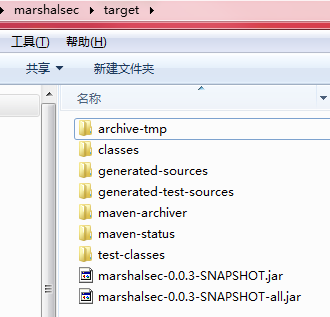 marshalsec ▸ target ▸
工具(T) 帮助(H)
共享 新建文件夹
名称
archive-tmp
classes
generated-sources
generated-test-sources
maven-archiver
maven-status
test-classes
marshalsec-0.0.3-SNAPSHOT.jar
marshalsec-0.0.3-SNAPSHOT-all.jar